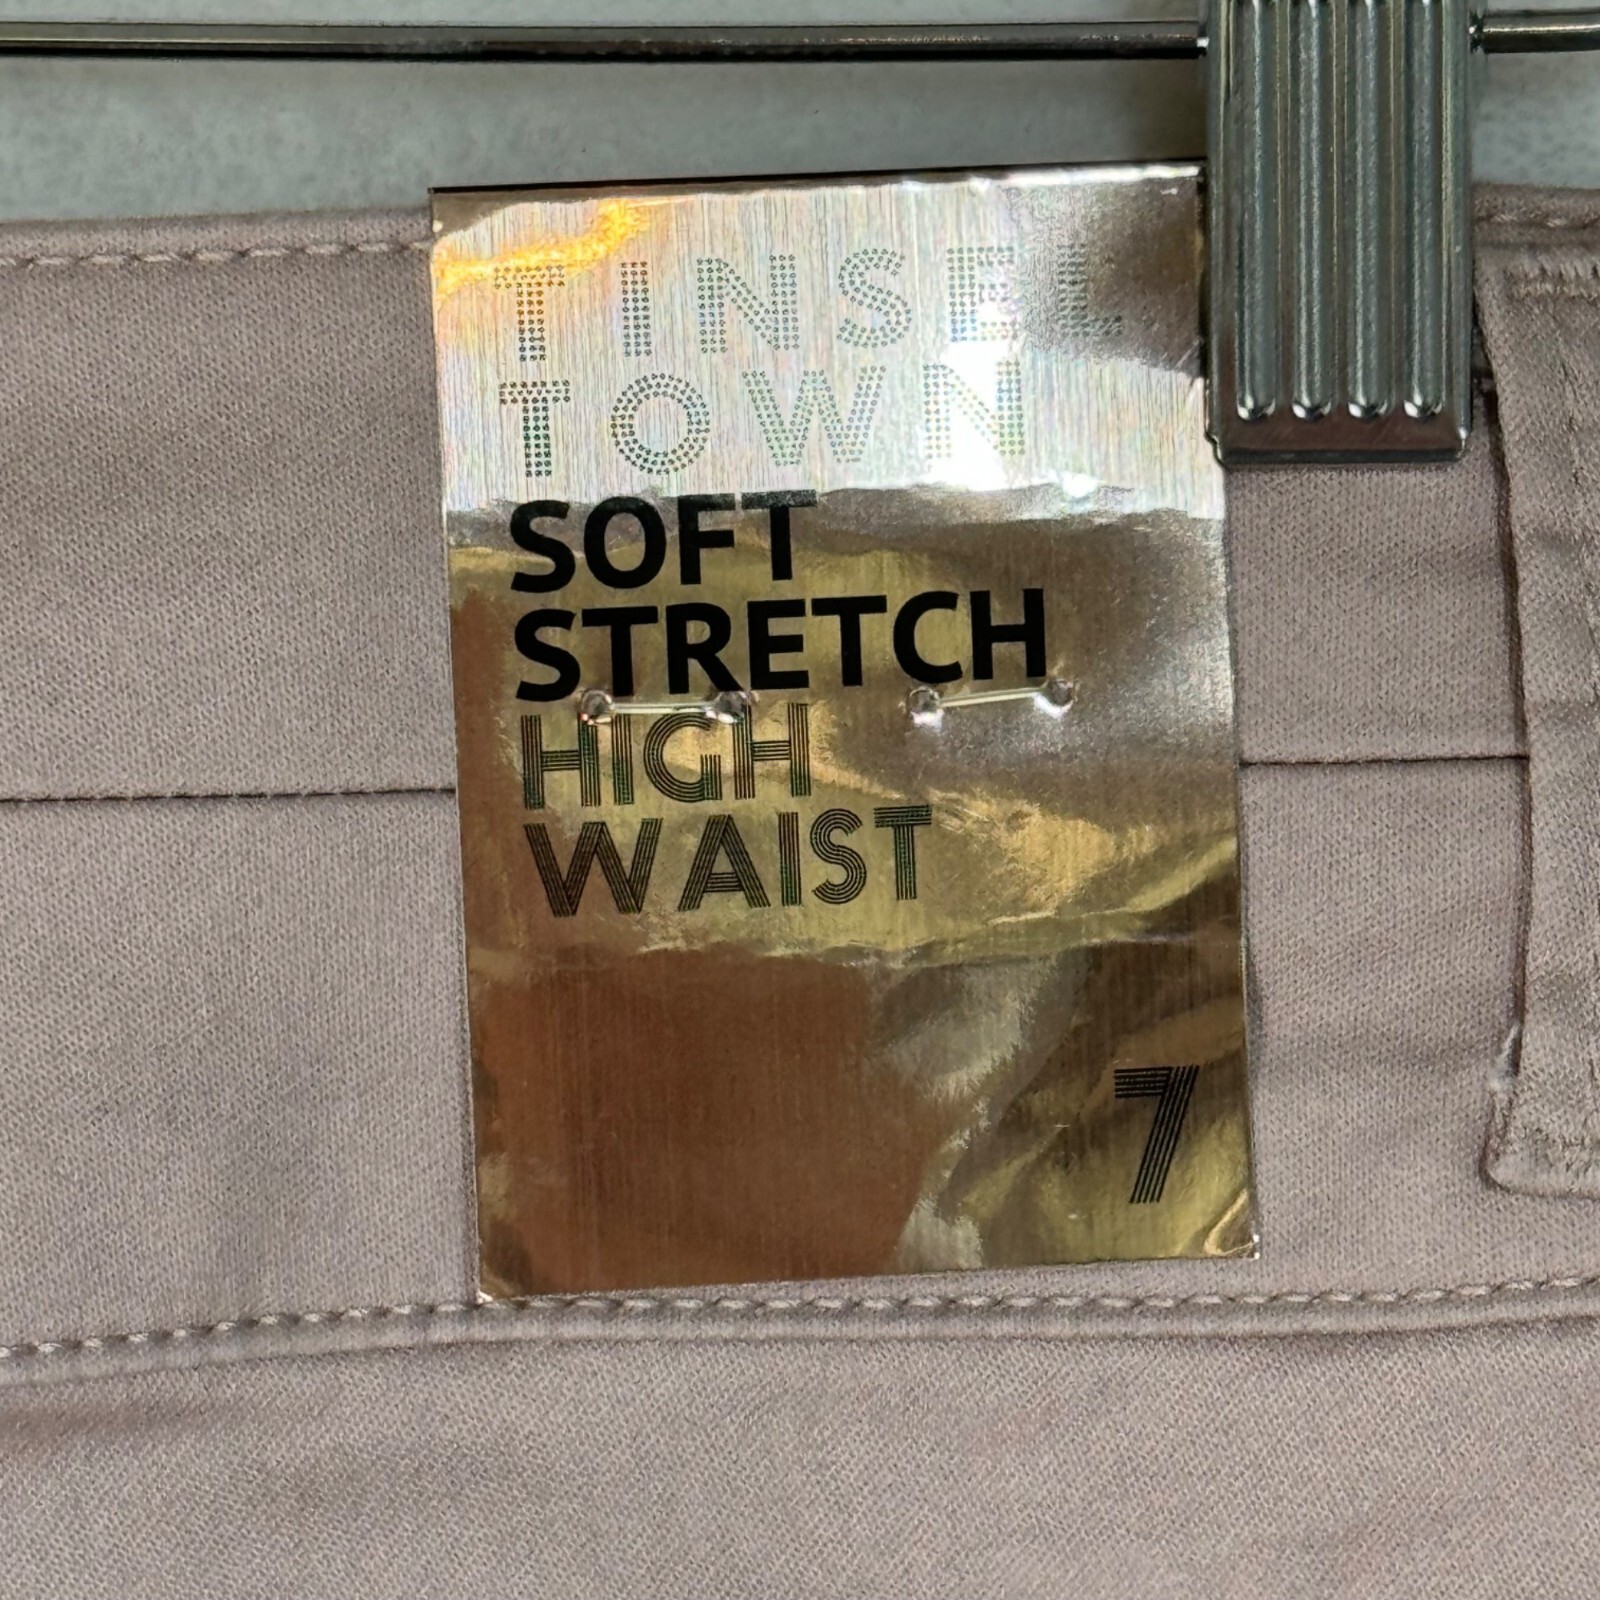 TINSEL
TOWN
SOFT
STRETCH
HIGH
WAIST
7